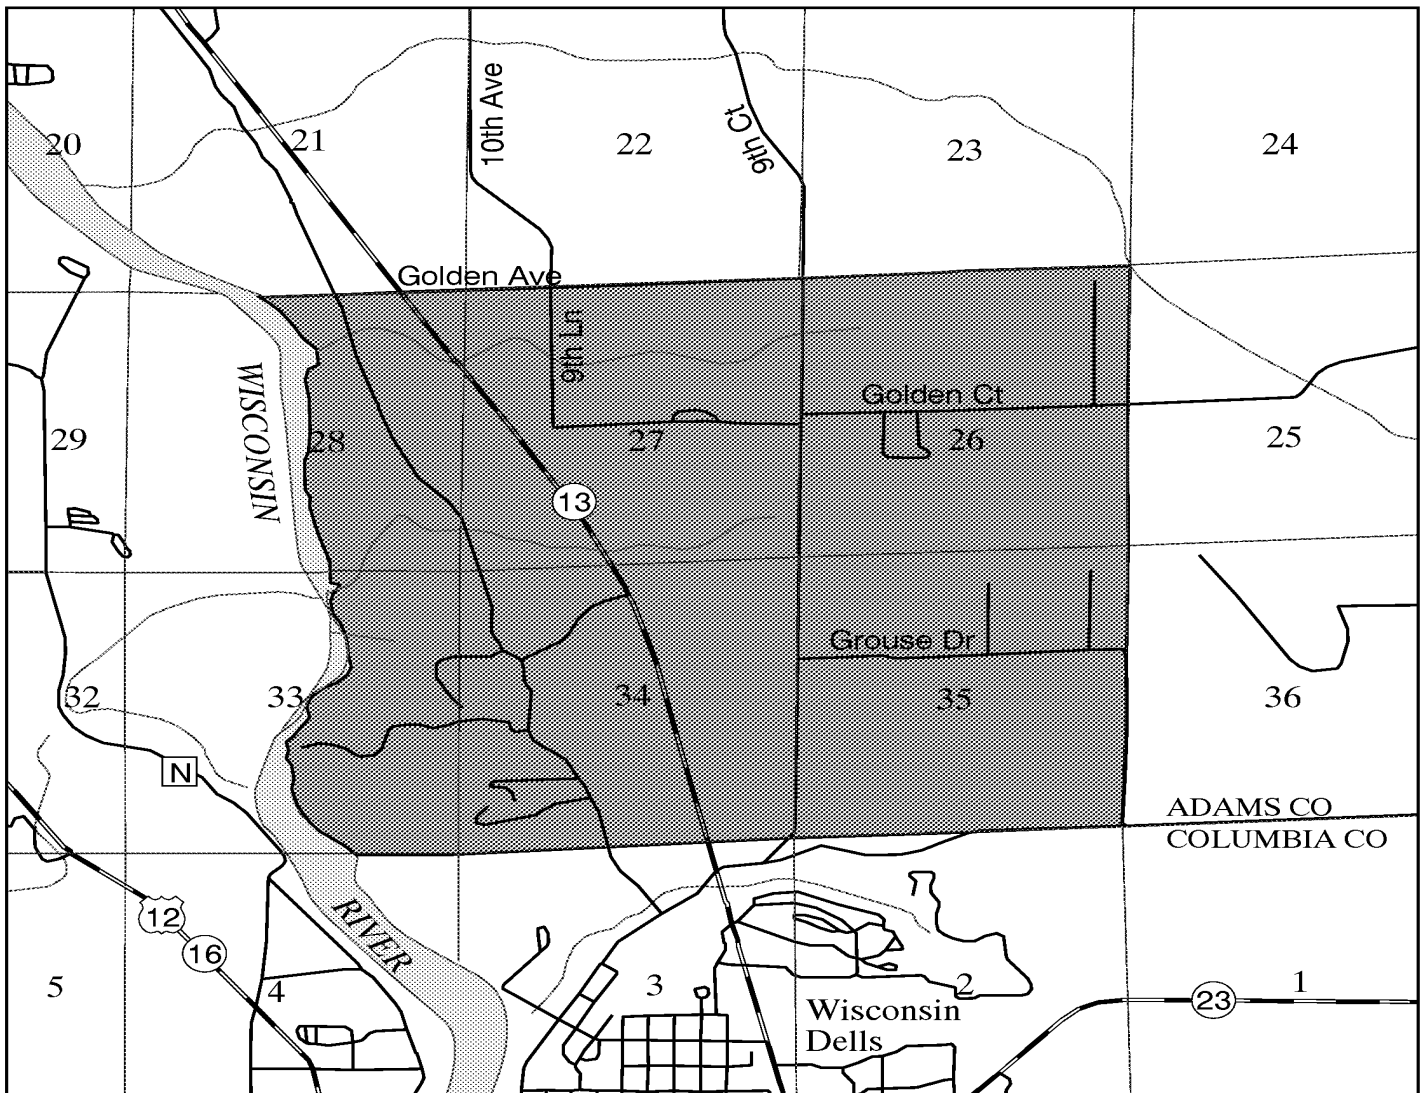 10th Ave
9th Ct
20
21
22
23
24
Golden Ave
9th Ln
WISCONSIN
Golden Ct
29
28
27
26
25
13
Grouse Dr
32
33
34
35
36
N
ADAMS CO
COLUMBIA CO
12
16
RIVER
5
4
3
2
1
23
Wisconsin
Dells